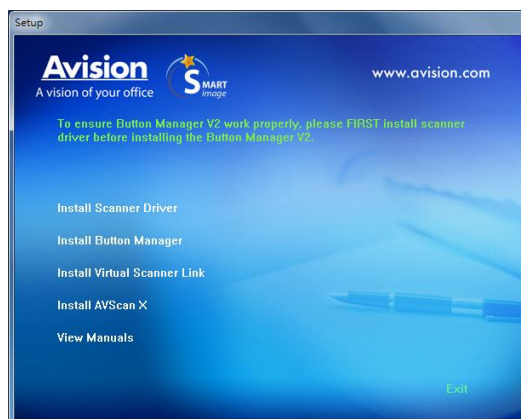 Setup
Avision
A vision of your office
SMART
image
www.avision.com
To ensure Button Manager V2 work properly, please FIRST install scanner
driver before installing the Button Manager V2.
Install Scanner Driver
Install Button Manager
Install Virtual Scanner Link
Install AVScan X
View Manuals
Exit